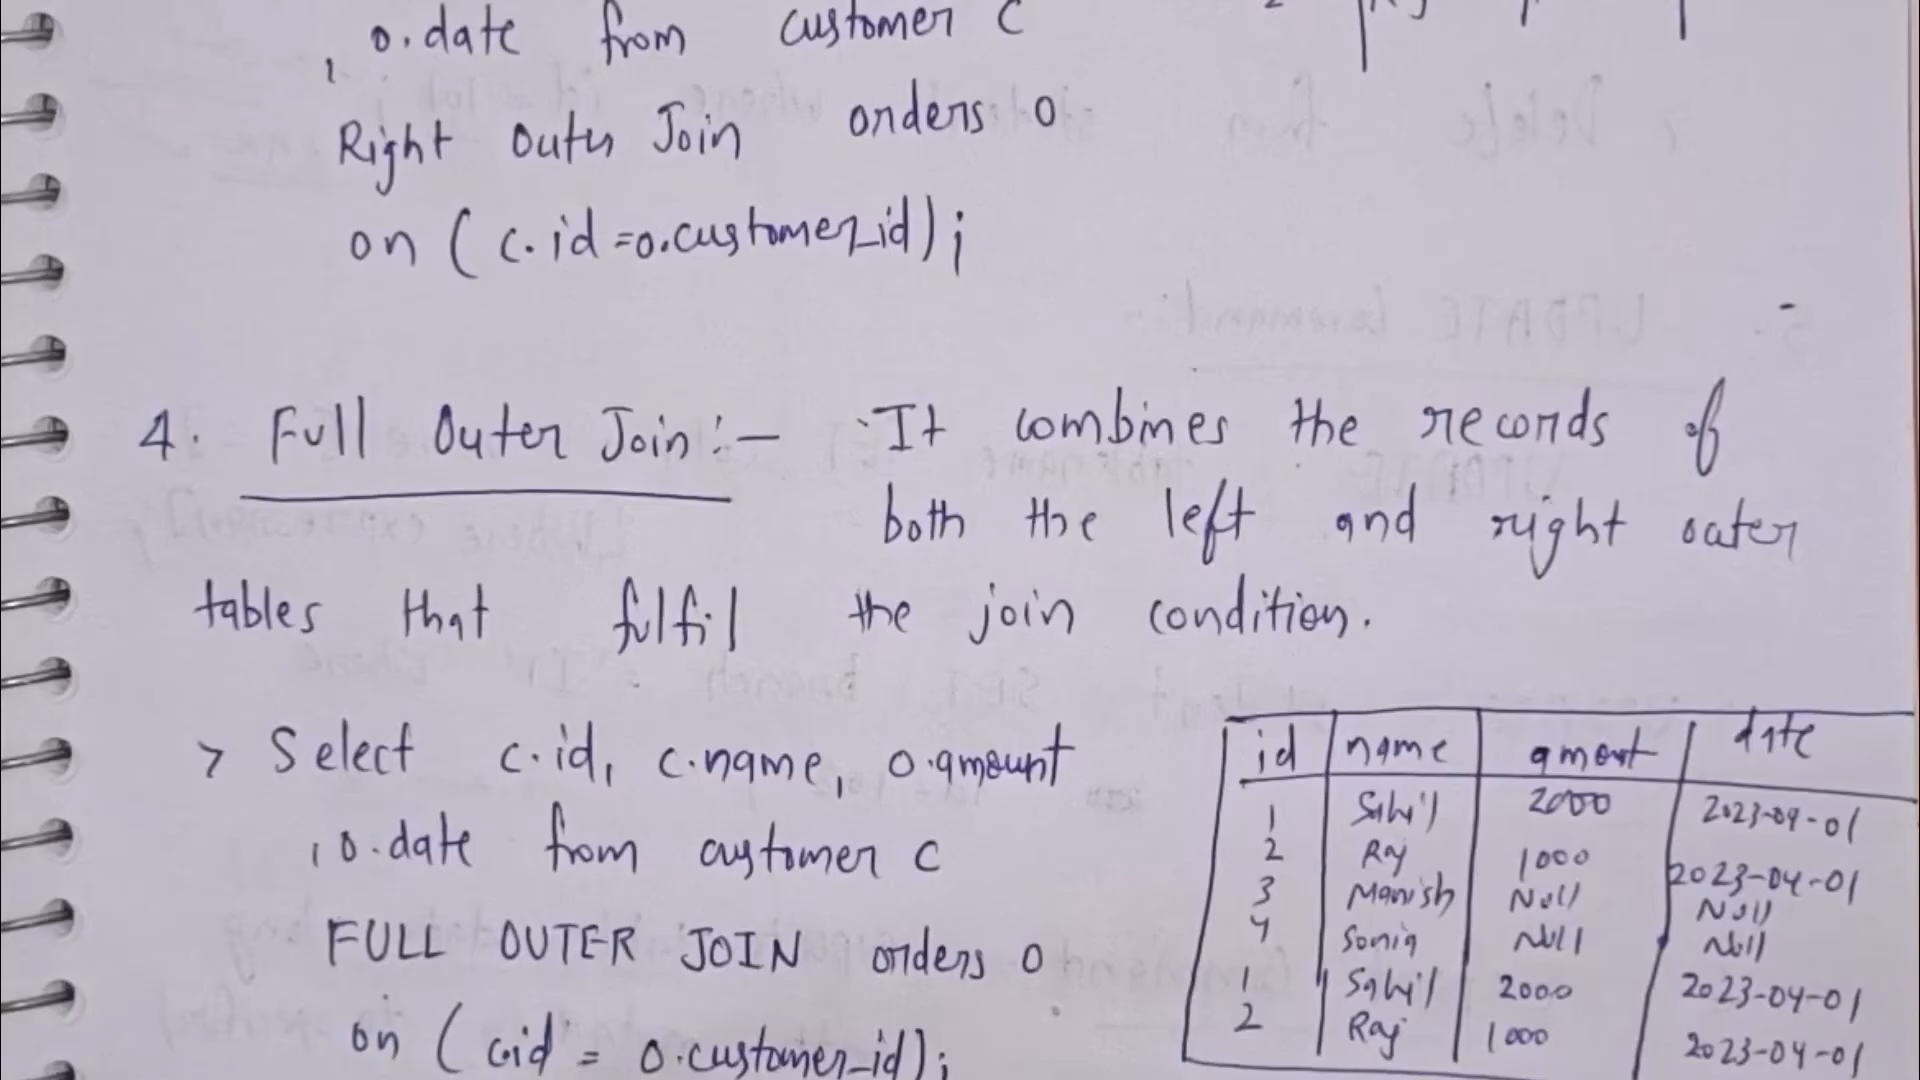 , o.date from customer c
Right Outer Join orders o
on ( c.id =o.customer_id);
4. Full Outer Join:- It combines the records of
both the left and right outer
tables that fulfil the join condition.
> Select c.id, c.name, o.amount
, o.date from customer c
FULL OUTER JOIN orders o
on ( c.id = o.customer_id);
id name amount date
1 Sahil 2000 2023-04-01
2 Raj 1000 2023-04-01
3 Manish Null Null
4 Sonia Null Null
1 Sahil 2000 2023-04-01
2 Raj 1000 2023-04-01